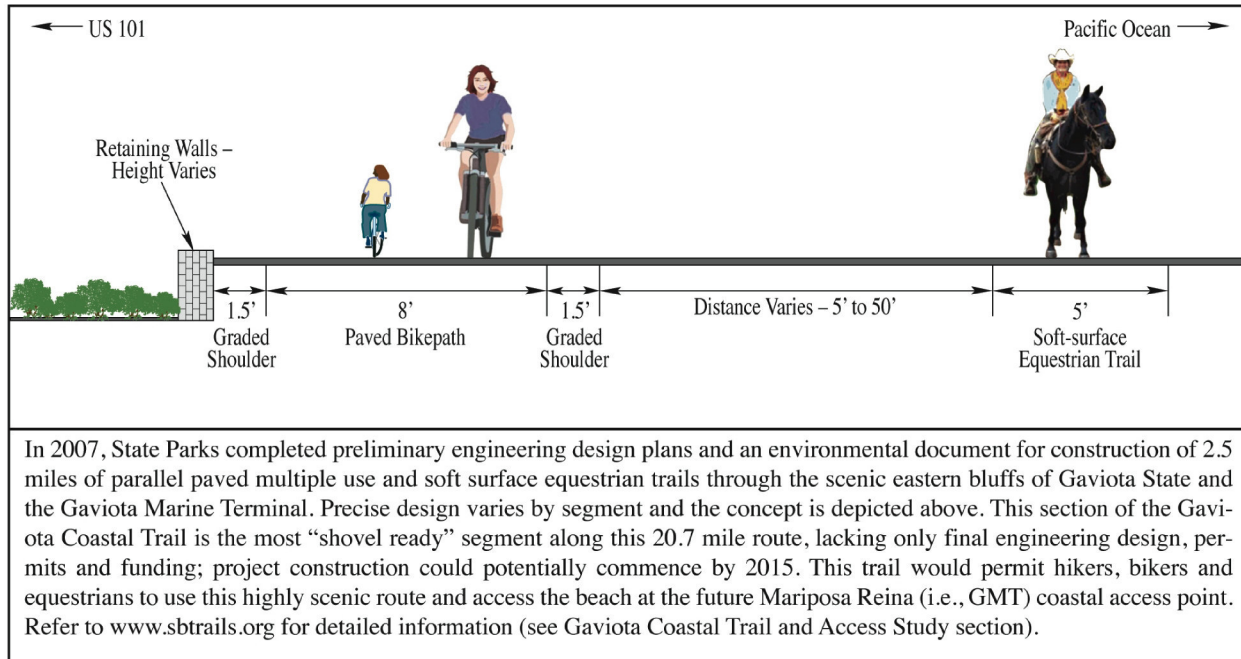 US 101
Pacific Ocean
Retaining Walls –
Height Varies
1.5’
Graded
Shoulder
8’
Paved Bikepath
1.5’
Graded
Shoulder
Distance Varies – 5’ to 50’
5’
Soft-surface
Equestrian Trail
In 2007, State Parks completed preliminary engineering design plans and an environmental document for construction of 2.5
miles of parallel paved multiple use and soft surface equestrian trails through the scenic eastern bluffs of Gaviota State and
the Gaviota Marine Terminal. Precise design varies by segment and the concept is depicted above. This section of the Gavi-
ota Coastal Trail is the most “shovel ready” segment along this 20.7 mile route, lacking only final engineering design, per-
mits and funding; project construction could potentially commence by 2015. This trail would permit hikers, bikers and
equestrians to use this highly scenic route and access the beach at the future Mariposa Reina (i.e., GMT) coastal access point.
Refer to www.sbtrails.org for detailed information (see Gaviota Coastal Trail and Access Study section).